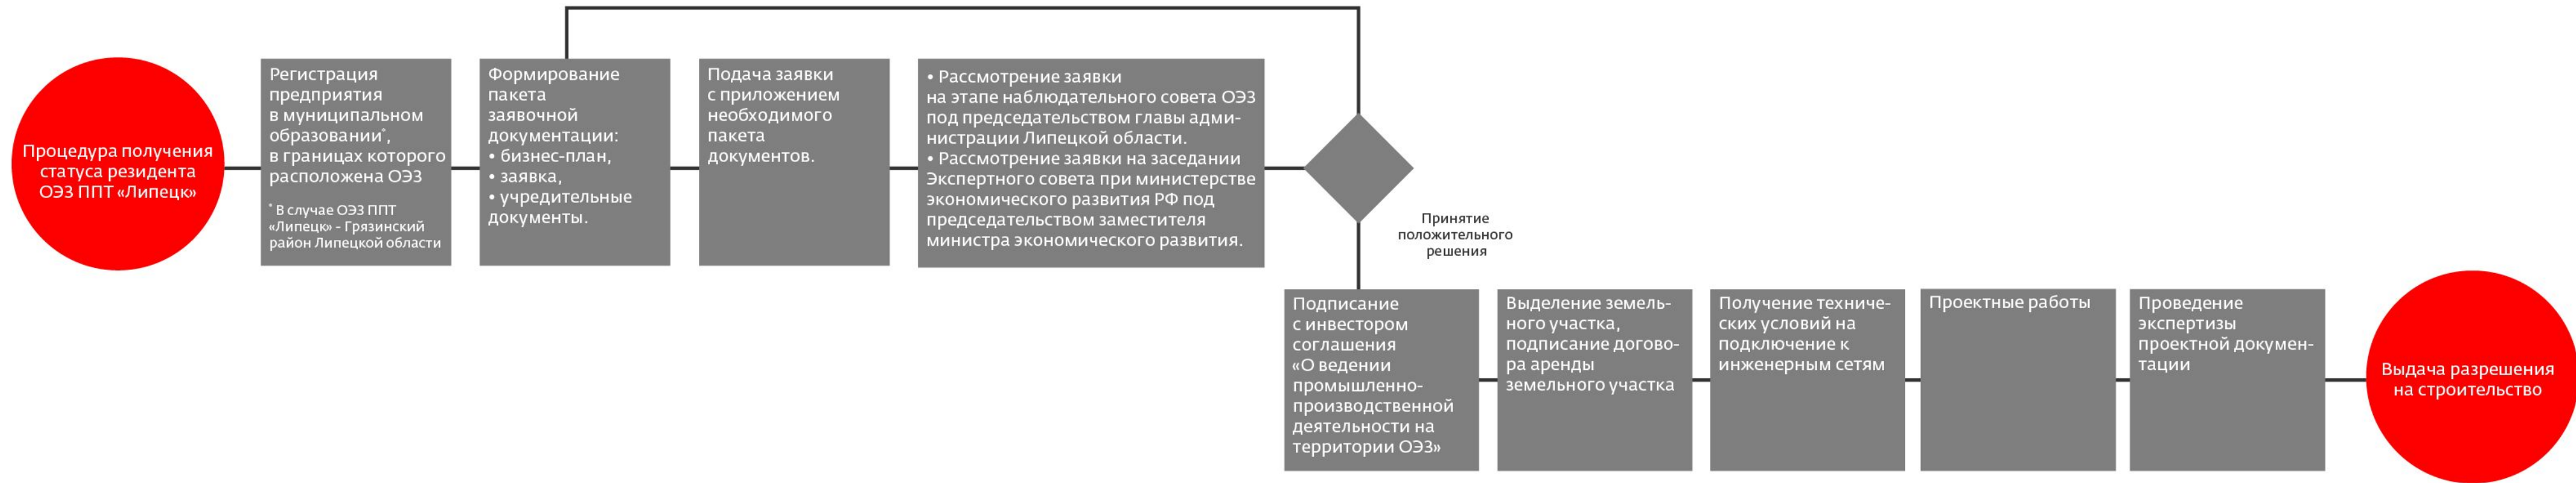 Процедура получения
статуса резидента
ОЭЗ ППТ «Липецк»
Регистрация
предприятия
в муниципальном
образовании*,
в границах которого
расположена ОЭЗ
* В случае ОЭЗ ППТ
«Липецк» - Грязинский
район Липецкой области
Формирование
пакета
заявочной
документации:
• бизнес-план,
• заявка,
• учредительные
документы.
Подача заявки
с приложением
необходимого
пакета
документов.
• Рассмотрение заявки
на этапе наблюдательного совета ОЭЗ
под председательством главы адми-
нистрации Липецкой области.
• Рассмотрение заявки на заседании
Экспертного совета при министерстве
экономического развития РФ под
председательством заместителя
министра экономического развития.
Принятие
положительного
решения
Подписание
с инвестором
соглашения
«О ведении
промышленно-
производственной
деятельности на
территории ОЭЗ»
Выделение земель-
ного участка,
подписание догово-
ра аренды
земельного участка
Получение техниче-
ских условий на
подключение к
инженерным сетям
Проектные работы
Проведение
экспертизы
проектной докумен-
тации
Выдача разрешения
на строительство